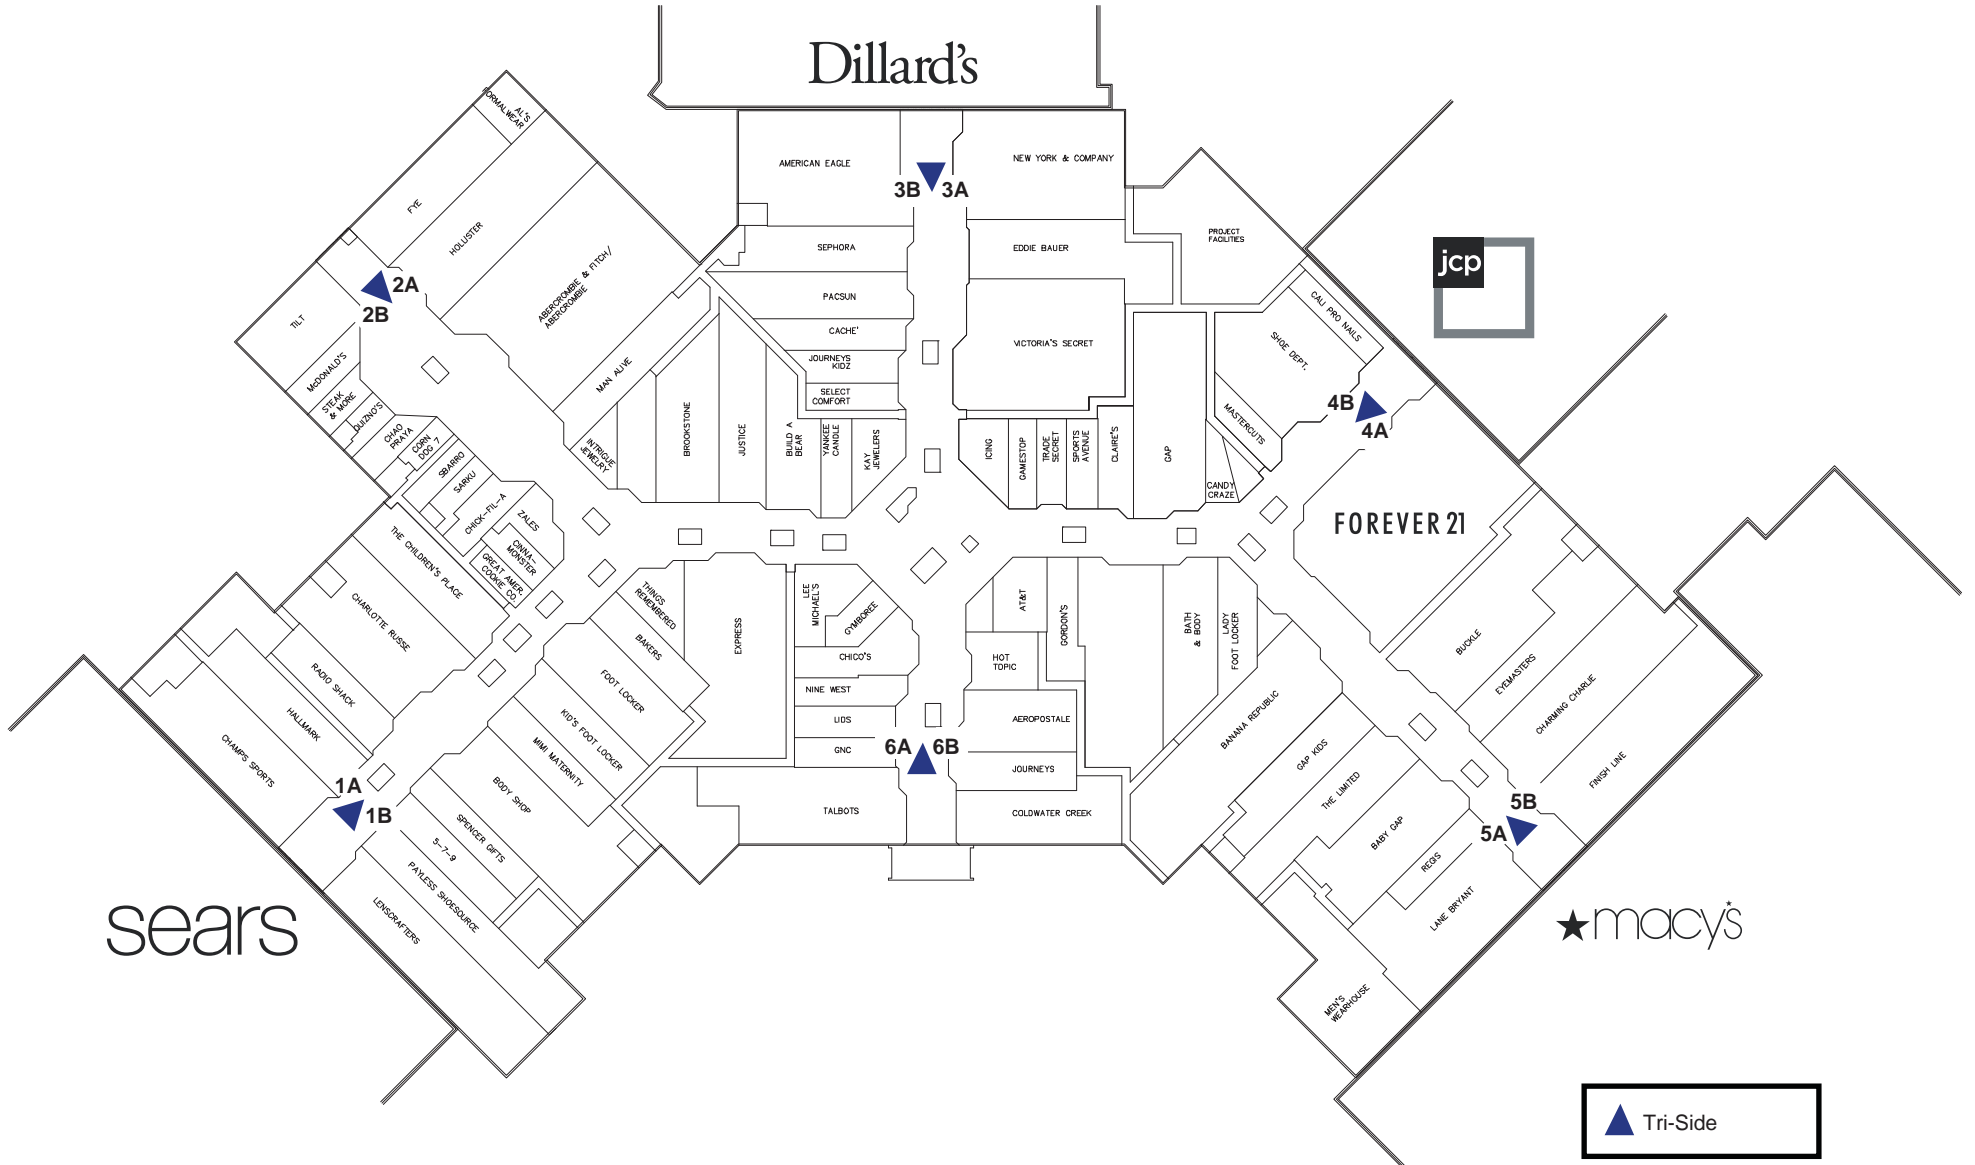 Dillard's
AL'S
FORMALWEAR
FYE
HOLLISTER
ABERCROMBIE & FITCH/
ABERCROMBIE
MAN ALIVE
TILT
2A
2B
McDONALD'S
STEAK
& MORE
QUIZNO'S
CHAO
PRAYA
CORN
DOG 7
SBARRO
SARKU
CHICK-FIL-A
ZALES
CINNA-
MONSTER
GREAT AMER.
COOKIE CO.
INTRIGUE
JEWELRY
BROOKSTONE
JUSTICE
BUILD A
BEAR
YANKEE
CANDLE
KAY
JEWELERS
AMERICAN EAGLE
SEPHORA
PACSUN
CACHE'
JOURNEYS
KIDZ
SELECT
COMFORT
3B
3A
NEW YORK & COMPANY
EDDIE BAUER
VICTORIA'S SECRET
PROJECT
FACILITIES
ICING
GAMESTOP
TRADE
SECRET
SPORTS
AVENUE
CLAIRE'S
GAP
CANDY
CRAZE
MASTERCUTS
SHOE DEPT.
CALI PRO NAILS
4B
4A
jcp
FOREVER 21
THE CHILDREN'S PLACE
CHARLOTTE RUSSE
RADIO SHACK
HALLMARK
CHAMPS SPORTS
1A
1B
sears
THINGS
REMEMBERED
BAKERS
FOOT LOCKER
KID'S FOOT LOCKER
MIMI MATERNITY
BODY SHOP
SPENCER GIFTS
5-7-9
PAYLESS SHOESOURCE
LENSCRAFTERS
EXPRESS
LEE
MICHAEL'S
GYMBOREE
CHICO'S
NINE WEST
LIDS
GNC
TALBOTS
6A
6B
AT&T
GORDON'S
HOT
TOPIC
AEROPOSTALE
JOURNEYS
COLDWATER CREEK
BATH
& BODY
LADY
FOOT LOCKER
BANANA REPUBLIC
GAP KIDS
THE LIMITED
BABY GAP
REGIS
LANE BRYANT
MEN'S
WEARHOUSE
BUCKLE
EYEMASTERS
CHARMING CHARLIE
FINISH LINE
5B
5A
macy's
Tri-Side